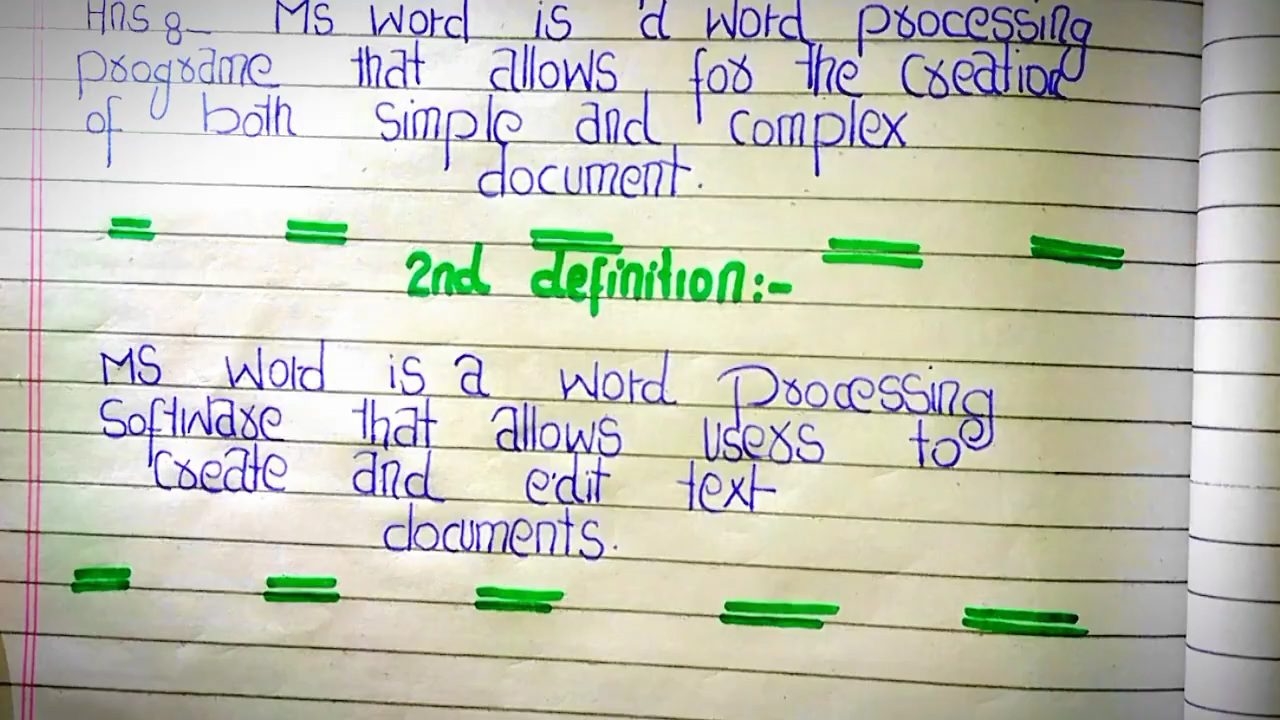 Ans:- MS Word is a word processing
programe that allows for the creation
of both simple and complex
document.
2nd definition:-
MS Word is a word Processing
Software that allows users to
create and edit text
documents.